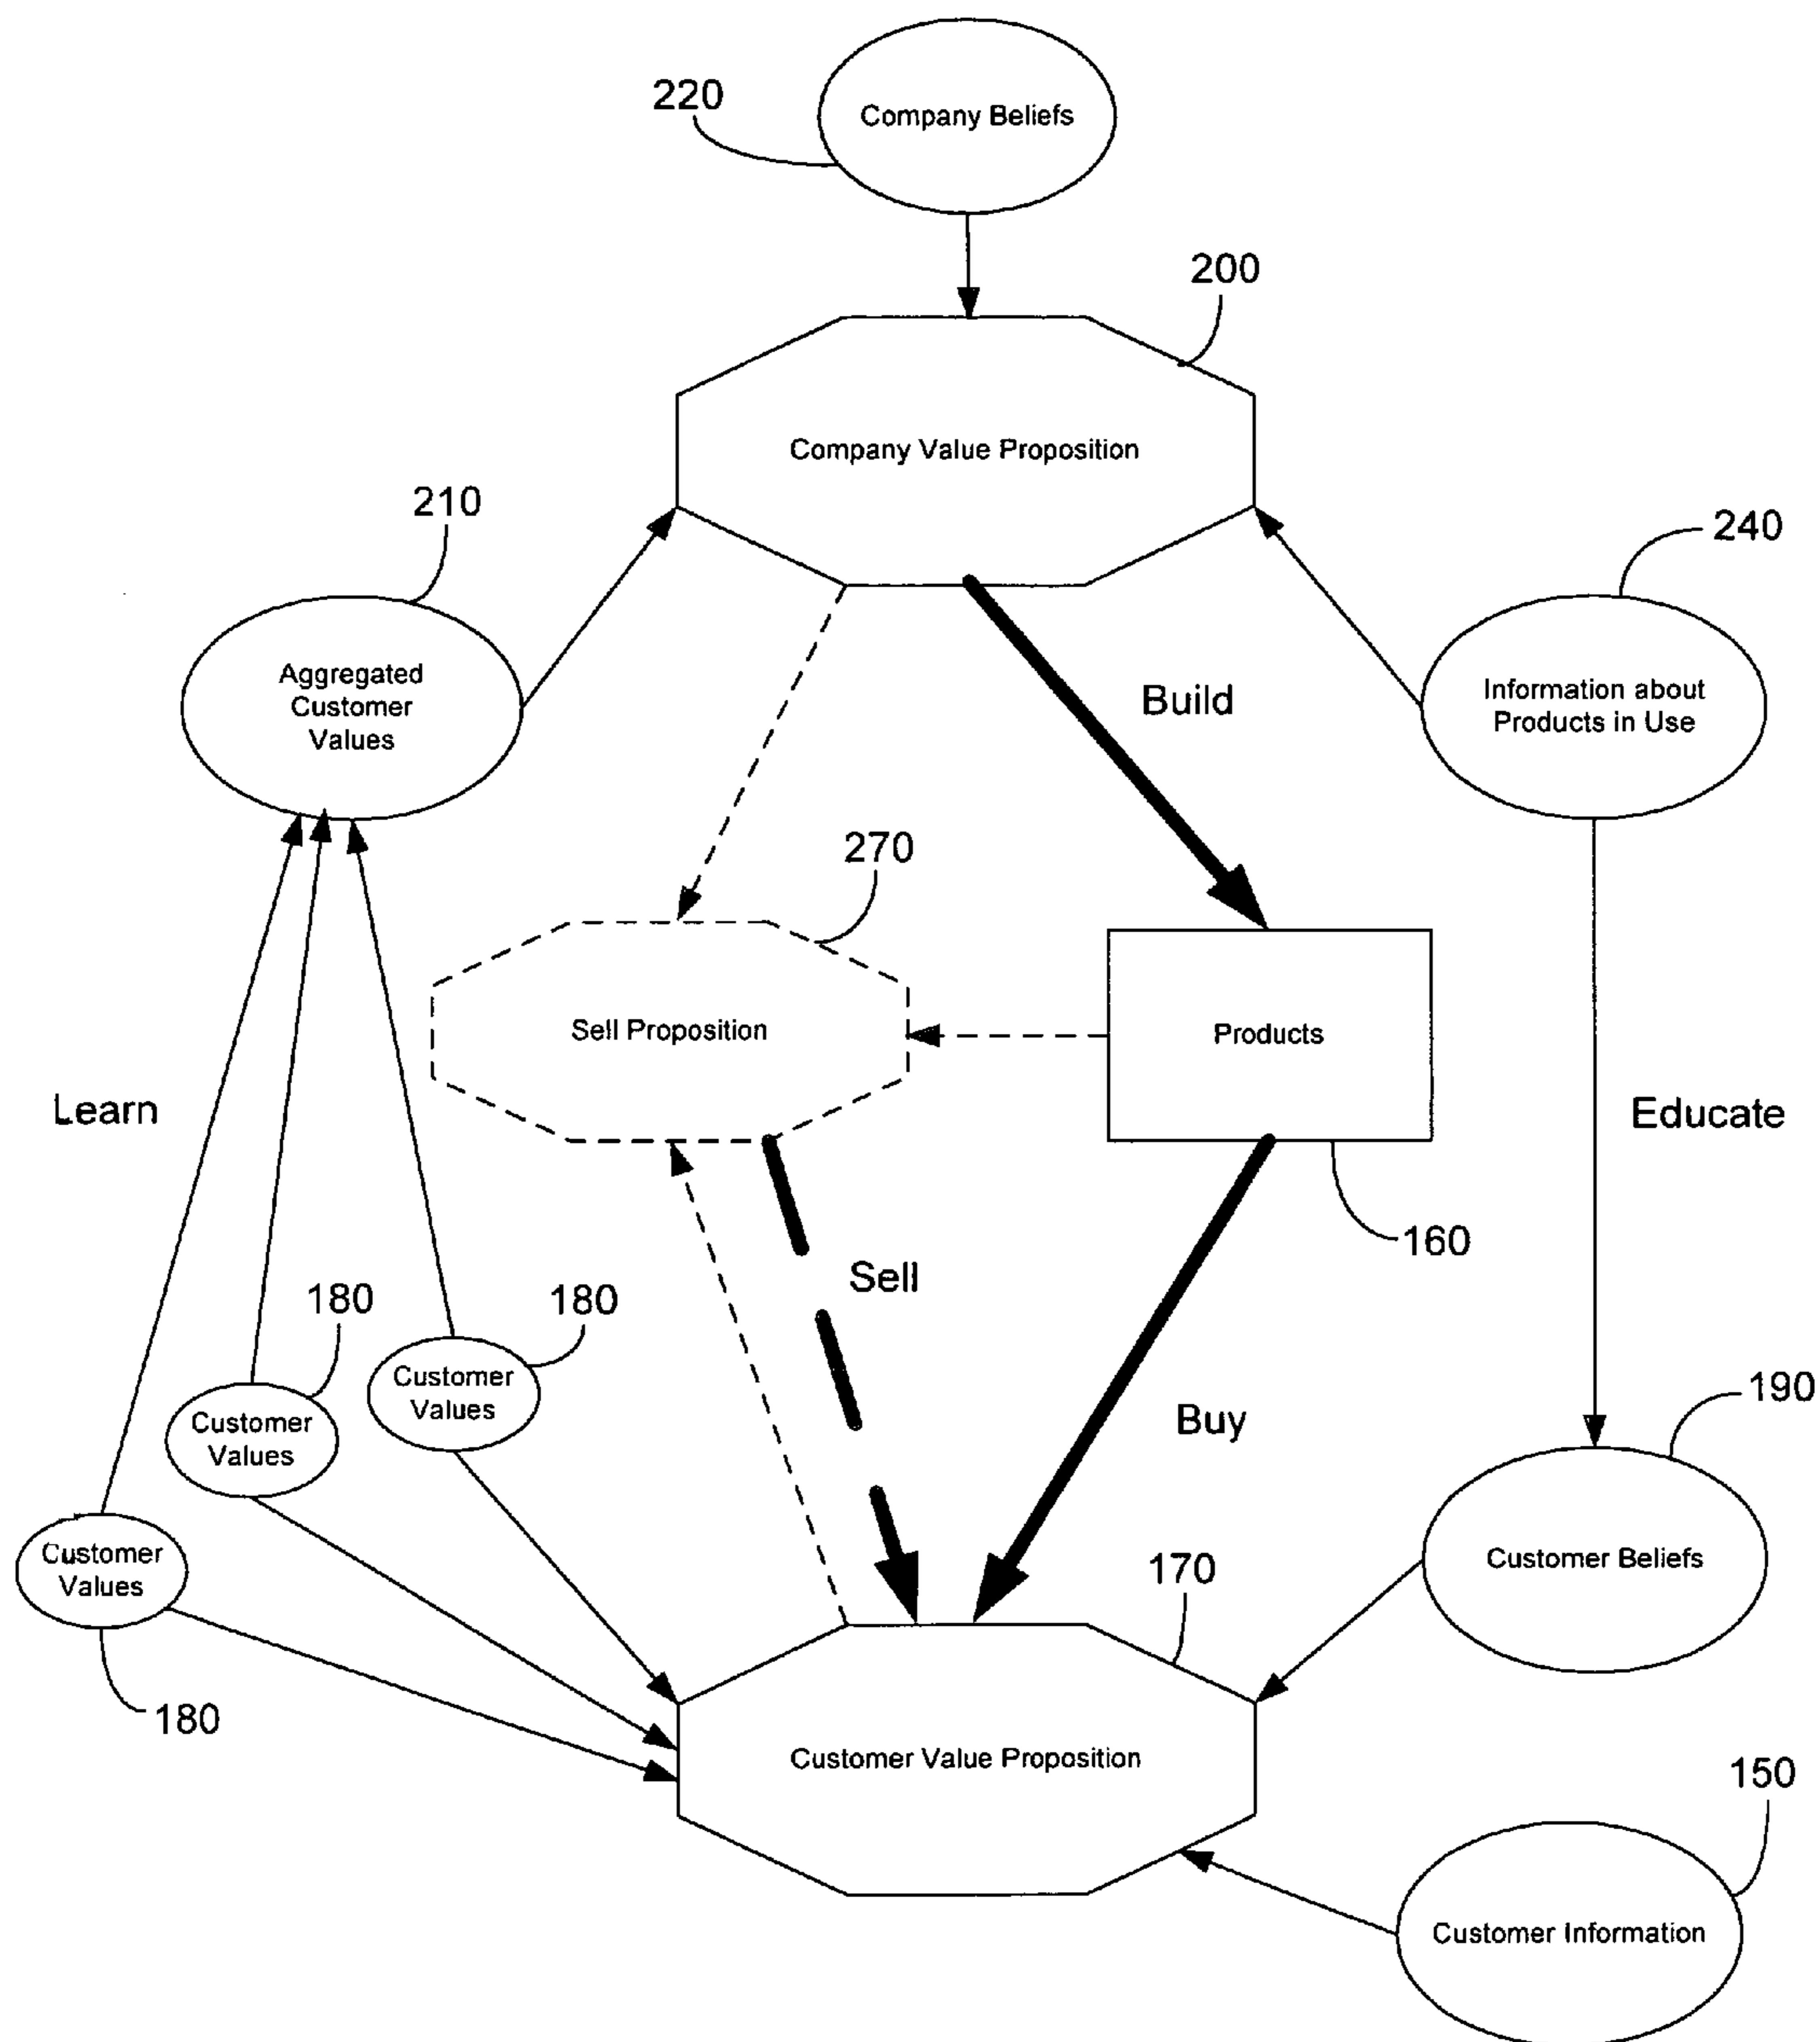 220
Company Beliefs
200
Company Value Proposition
210
240
Aggregated
Customer
Values
Build
Information about
Products in Use
270
Sell Proposition
Products
Learn
Educate
160
Sell
180
180
Customer
Values
190
Customer
Values
Buy
Customer
Values
170
Customer Beliefs
180
Customer Value Proposition
150
Customer Information